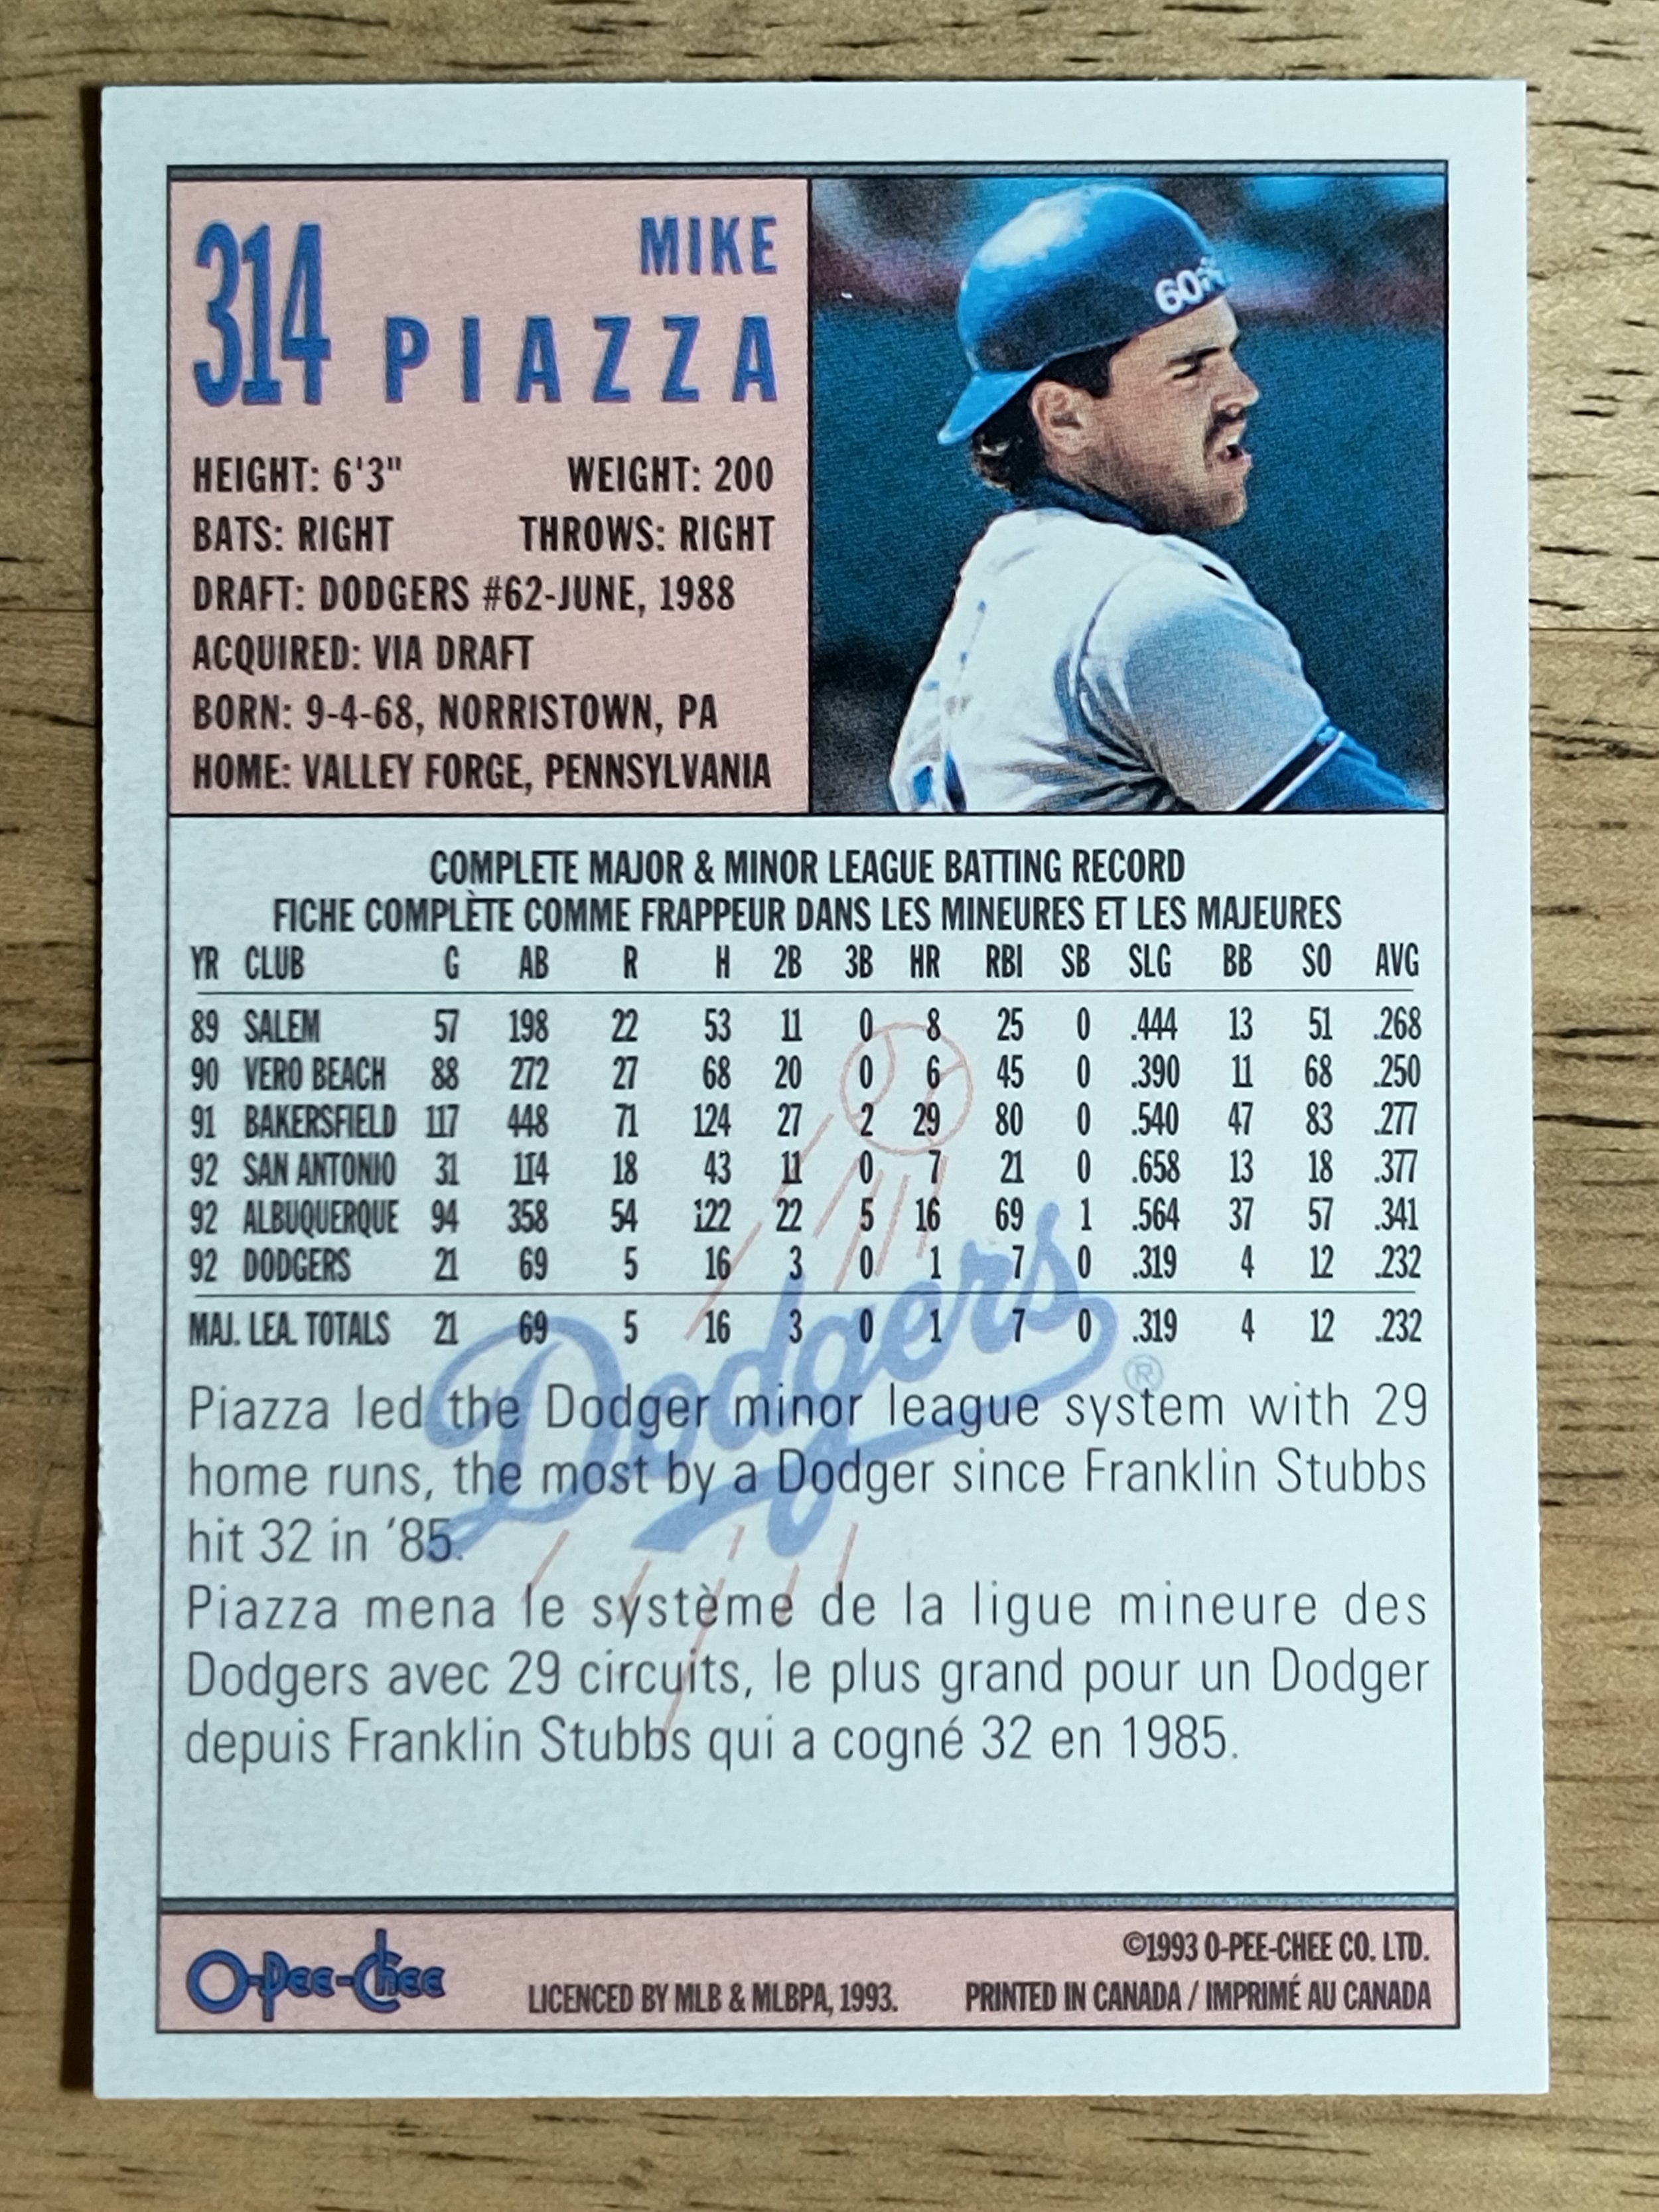 314 MIKE
PIAZZA
HEIGHT: 6'3" WEIGHT: 200
BATS: RIGHT THROWS: RIGHT
DRAFT: DODGERS #62-JUNE, 1988
ACQUIRED: VIA DRAFT
BORN: 9-4-68, NORRISTOWN, PA
HOME: VALLEY FORGE, PENNSYLVANIA
COMPLETE MAJOR & MINOR LEAGUE BATTING RECORD
FICHE COMPLÈTE COMME FRAPPEUR DANS LES MINEURES ET LES MAJEURES
YR CLUB G AB R H 2B 3B HR RBI SB SLG BB SO AVG
89 SALEM 57 198 22 53 11 0 8 25 0 .444 13 51 .268
90 VERO BEACH 88 272 27 68 20 0 6 45 0 .390 11 68 .250
91 BAKERSFIELD 117 448 71 124 27 2 29 80 0 .540 47 83 .277
92 SAN ANTONIO 31 114 18 43 11 0 7 21 0 .658 13 18 .377
92 ALBUQUERQUE 94 358 54 122 22 5 16 69 1 .564 37 57 .341
92 DODGERS 21 69 5 16 3 0 1 7 0 .319 4 12 .232
MAJ. LEA. TOTALS 21 69 5 16 3 0 1 7 0 .319 4 12 .232
Dodgers ®
Piazza led the Dodger minor league system with 29
home runs, the most by a Dodger since Franklin Stubbs
hit 32 in '85.
Piazza mena le système de la ligue mineure des
Dodgers avec 29 circuits, le plus grand pour un Dodger
depuis Franklin Stubbs qui a cogné 32 en 1985.
O-Pee-Chee
LICENCED BY MLB & MLBPA, 1993.
©1993 O-PEE-CHEE CO. LTD.
PRINTED IN CANADA / IMPRIMÉ AU CANADA